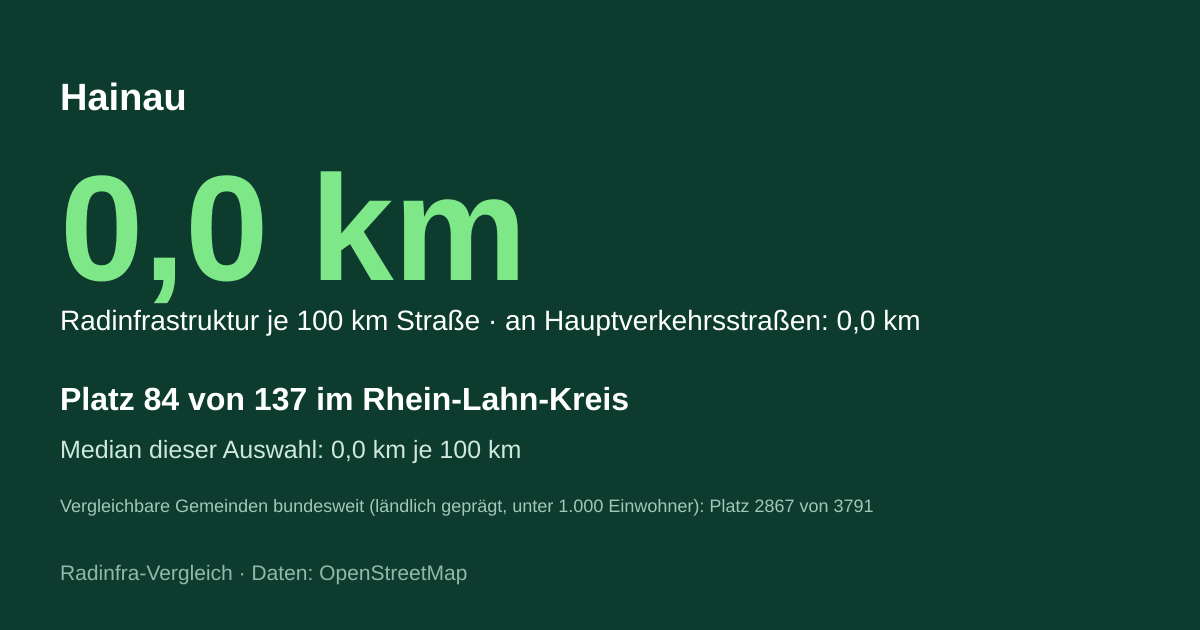 Hainau
0,0 km
Radinfrastruktur je 100 km Straße · an Hauptverkehrsstraßen: 0,0 km
Platz 84 von 137 im Rhein-Lahn-Kreis
Median dieser Auswahl: 0,0 km je 100 km
Vergleichbare Gemeinden bundesweit (ländlich geprägt, unter 1.000 Einwohner): Platz 2867 von 3791
Radinfra-Vergleich · Daten: OpenStreetMap